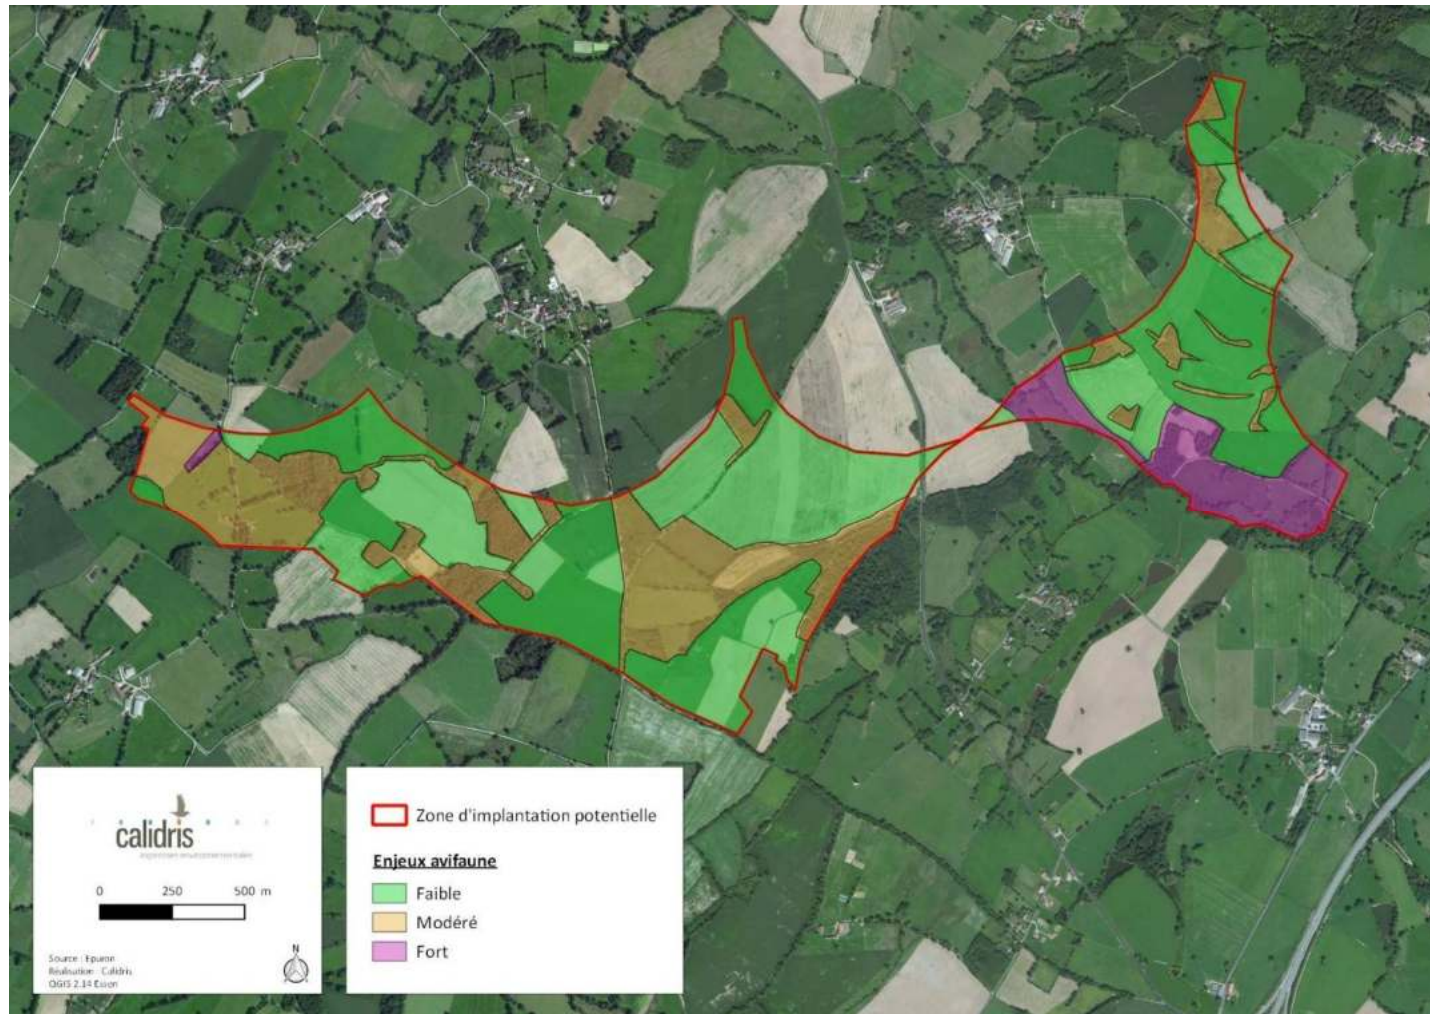 calidris
0 250 500 m
Source : Epuron
Réalisation : Calidris
QGIS 2.14 Essen
N
Zone d'implantation potentielle
Enjeux avifaune
Faible
Modéré
Fort